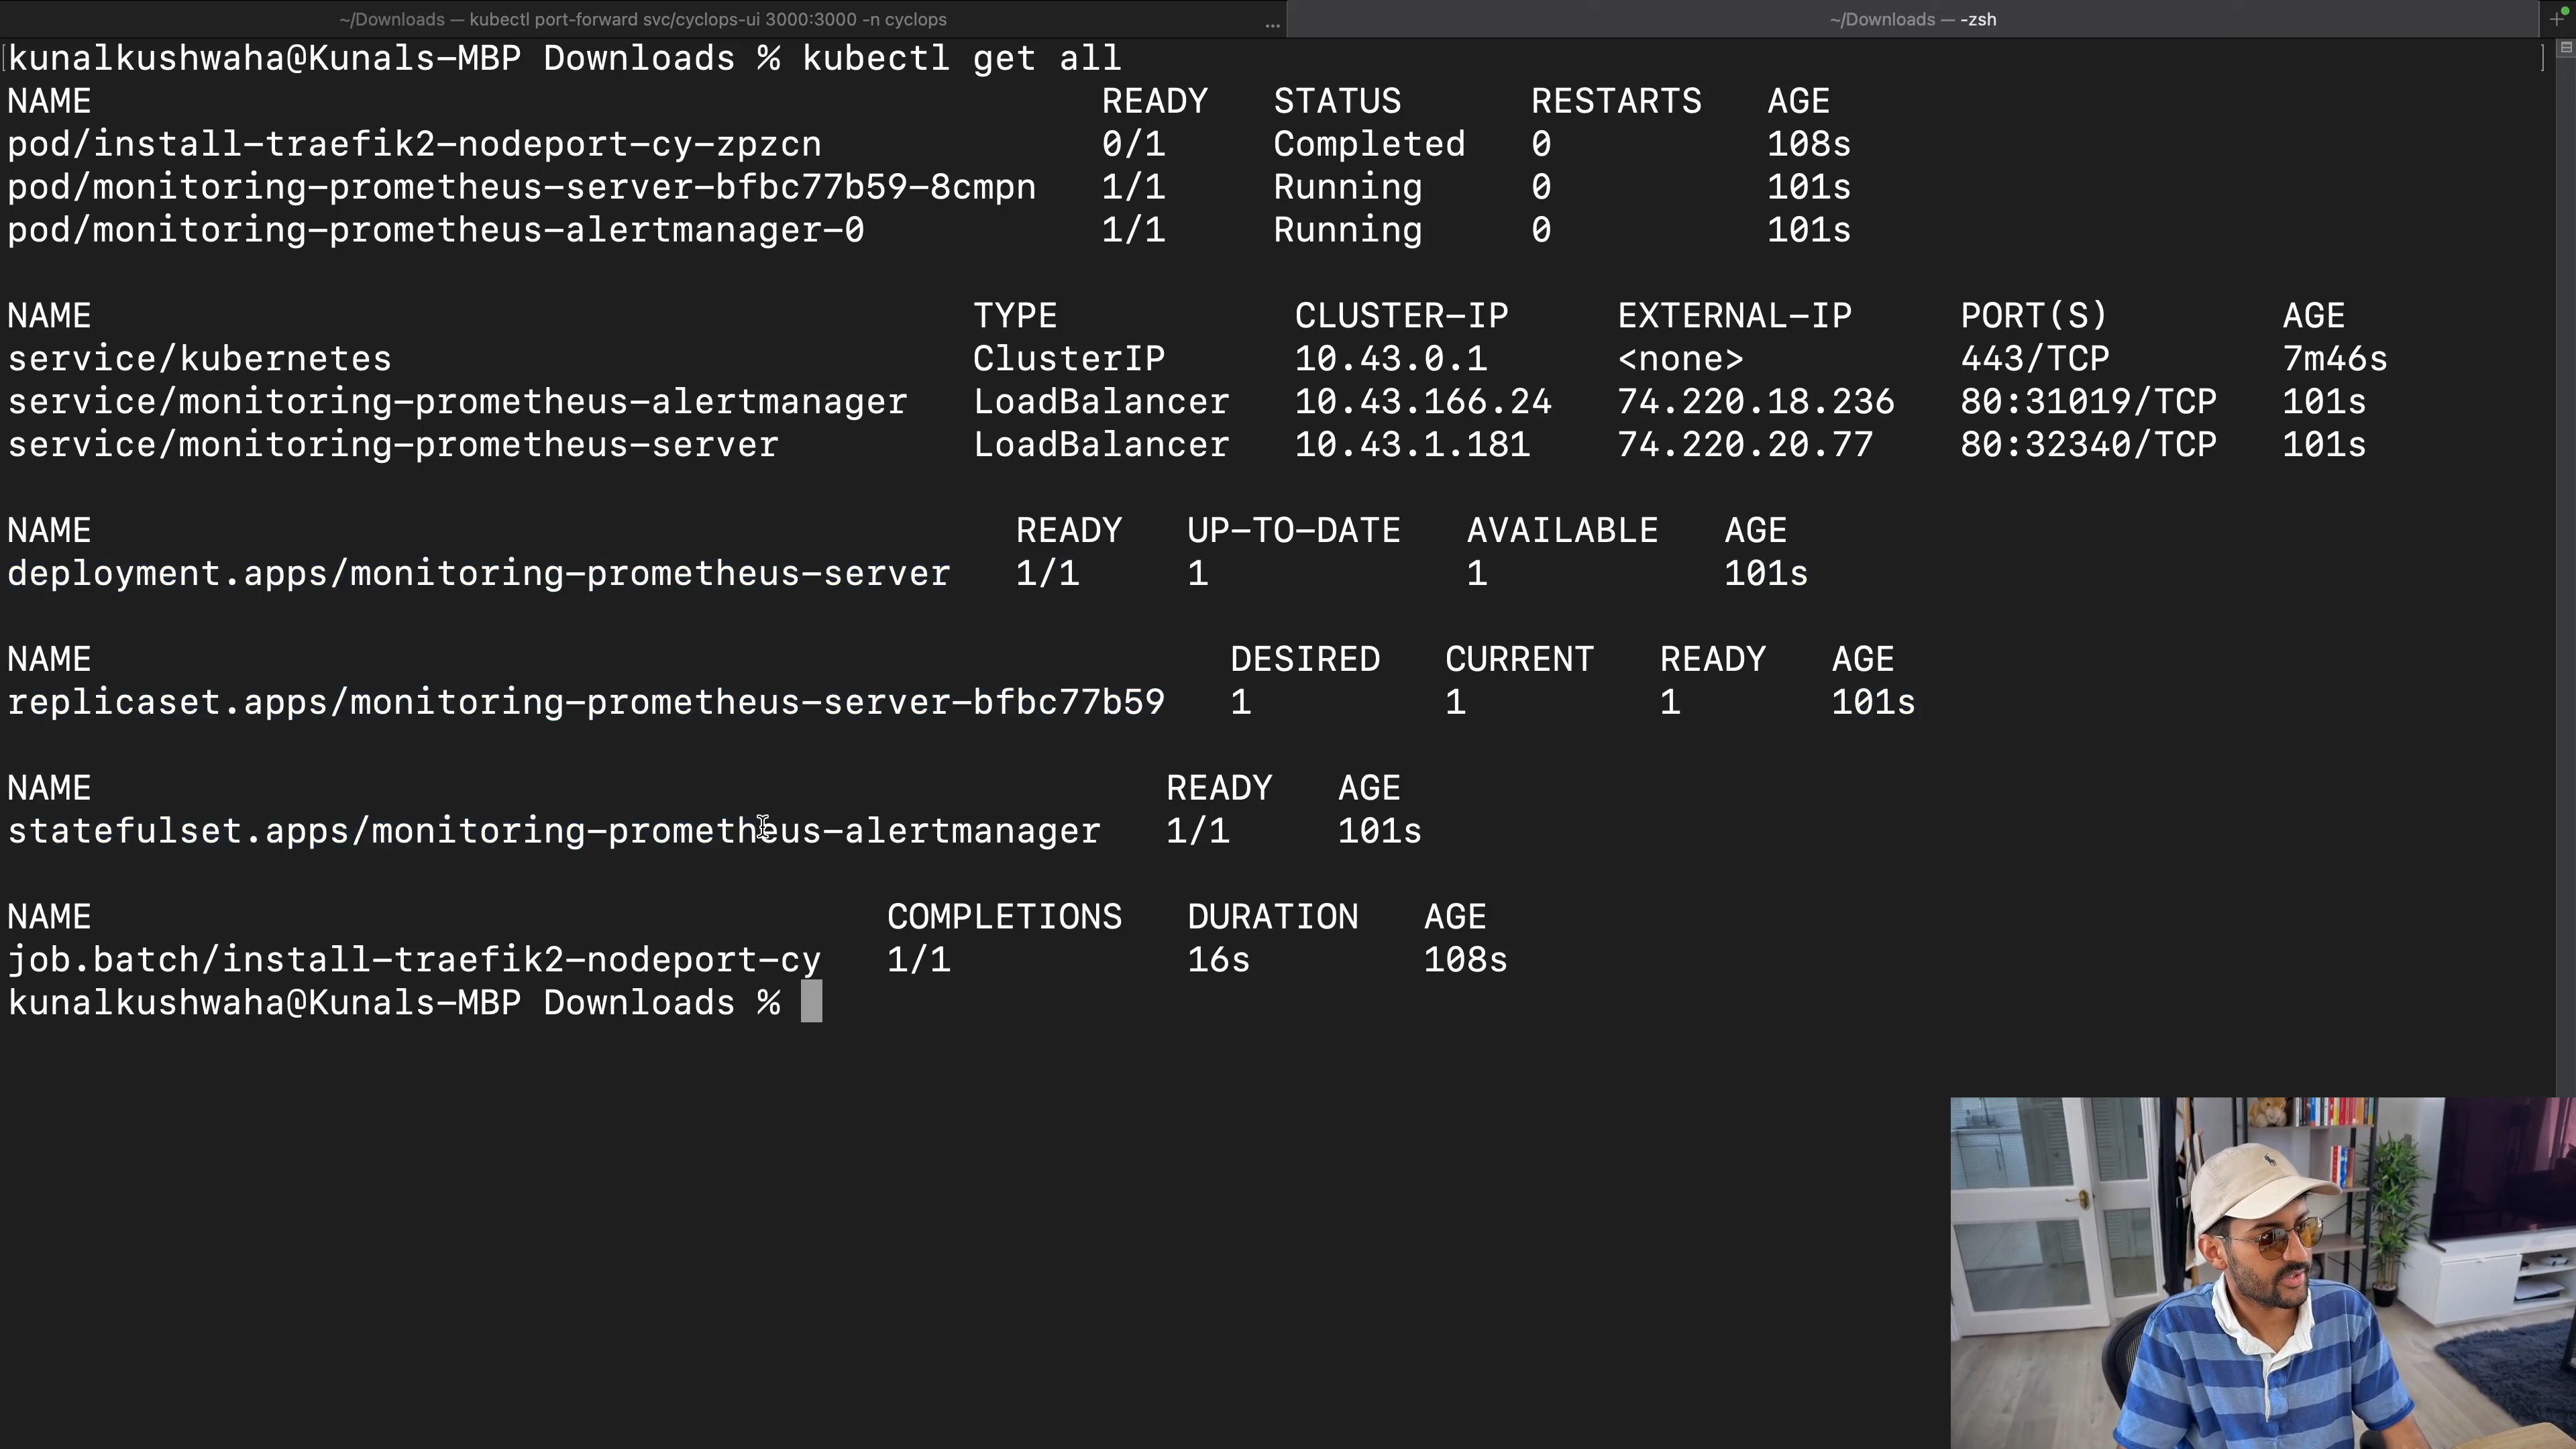 ~/Downloads — kubectl port-forward svc/cyclops-ui 3000:3000 -n cyclops ... ~/Downloads — -zsh +
[kunalkushwaha@Kunals-MBP Downloads % kubectl get all ]
NAME READY STATUS RESTARTS AGE
pod/install-traefik2-nodeport-cy-zpzcn 0/1 Completed 0 108s
pod/monitoring-prometheus-server-bfbc77b59-8cmpn 1/1 Running 0 101s
pod/monitoring-prometheus-alertmanager-0 1/1 Running 0 101s
NAME TYPE CLUSTER-IP EXTERNAL-IP PORT(S) AGE
service/kubernetes ClusterIP 10.43.0.1 <none> 443/TCP 7m46s
service/monitoring-prometheus-alertmanager LoadBalancer 10.43.166.24 74.220.18.236 80:31019/TCP 101s
service/monitoring-prometheus-server LoadBalancer 10.43.1.181 74.220.20.77 80:32340/TCP 101s
NAME READY UP-TO-DATE AVAILABLE AGE
deployment.apps/monitoring-prometheus-server 1/1 1 1 101s
NAME DESIRED CURRENT READY AGE
replicaset.apps/monitoring-prometheus-server-bfbc77b59 1 1 1 101s
NAME READY AGE
statefulset.apps/monitoring-prometheus-alertmanager 1/1 101s
NAME COMPLETIONS DURATION AGE
job.batch/install-traefik2-nodeport-cy 1/1 16s 108s
kunalkushwaha@Kunals-MBP Downloads %